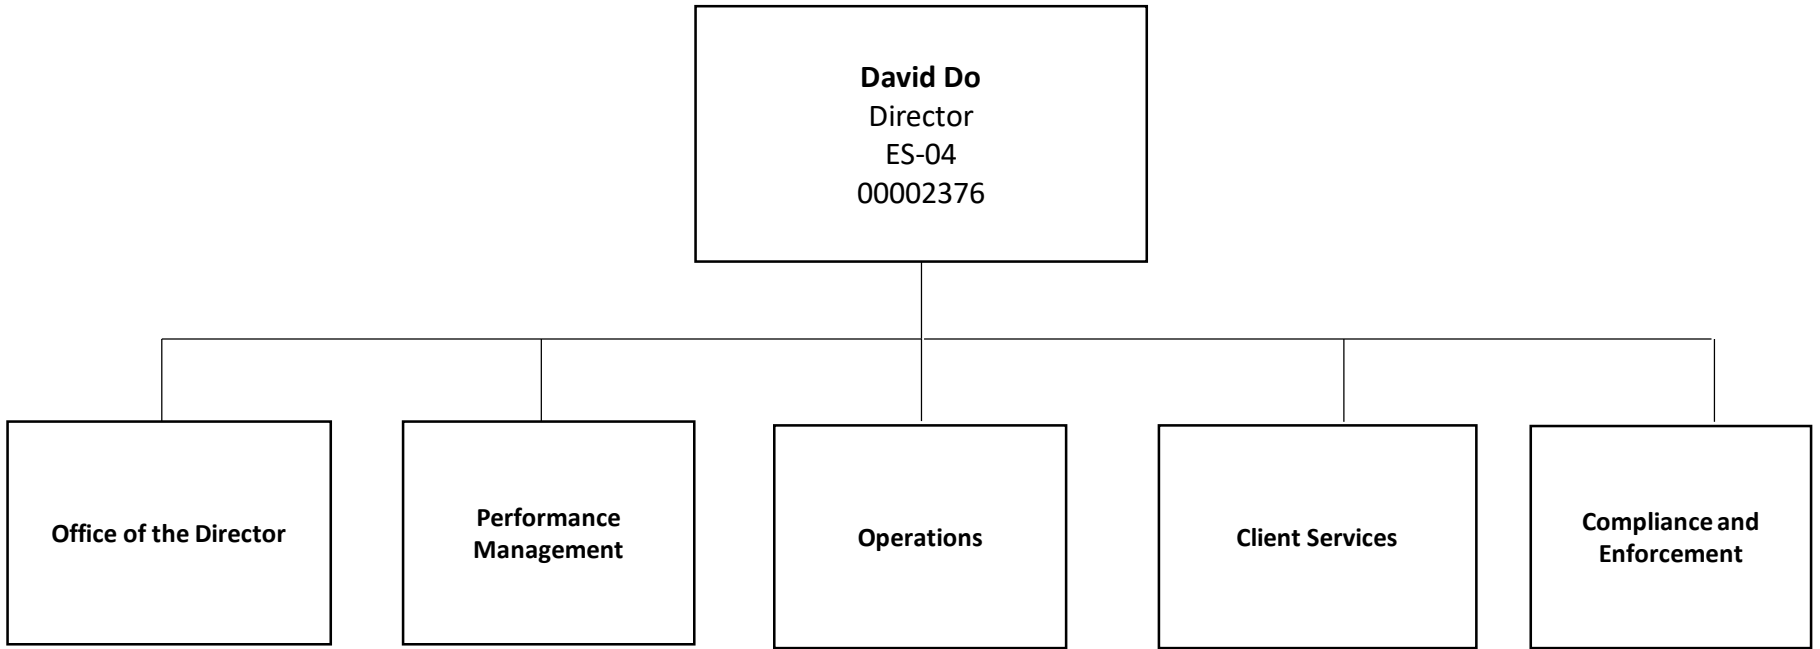 David Do
Director
ES-04
00002376
Office of the Director
Performance
Management
Operations
Client Services
Compliance and
Enforcement